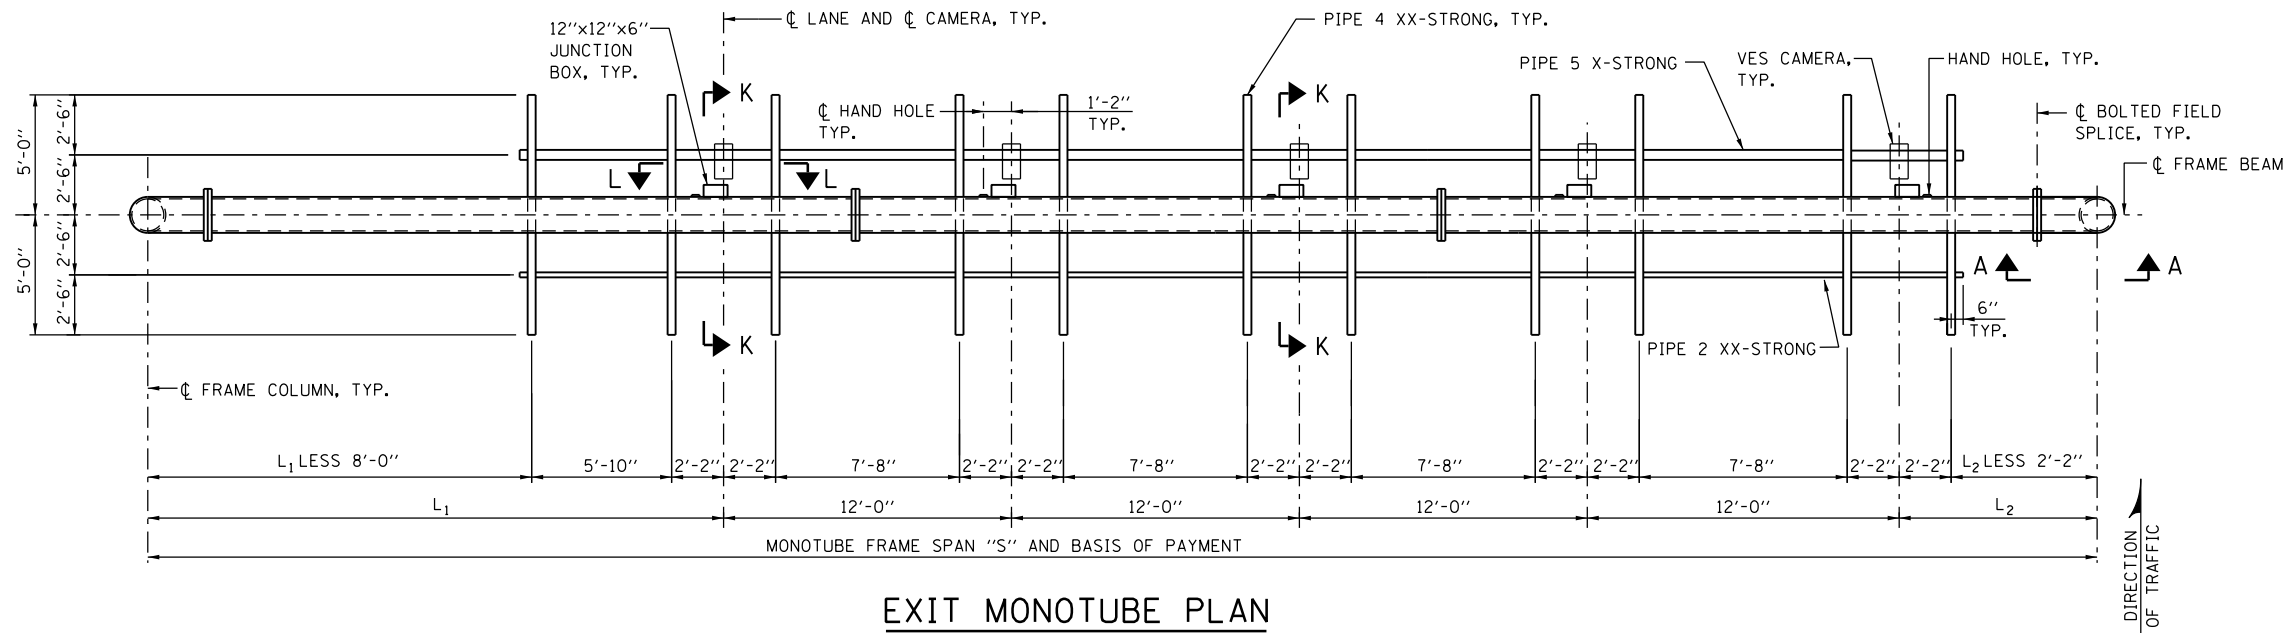 ℄ LANE AND ℄ CAMERA, TYP.
PIPE 4 XX-STRONG, TYP.
12''x12''x6''
JUNCTION
BOX, TYP.
PIPE 5 X-STRONG
VES CAMERA,
TYP.
HAND HOLE, TYP.
K
K
℄ HAND HOLE
TYP.
1'-2''
TYP.
℄ BOLTED FIELD
SPLICE, TYP.
℄ FRAME BEAM
5'-0''
2'-6''
2'-6''
L
L
5'-0''
2'-6''
2'-6''
A
A
6''
TYP.
K
K
PIPE 2 XX-STRONG
℄ FRAME COLUMN, TYP.
L1 LESS 8'-0''
5'-10''
2'-2''
2'-2''
7'-8''
2'-2''
2'-2''
7'-8''
2'-2''
2'-2''
7'-8''
2'-2''
2'-2''
7'-8''
2'-2''
2'-2''
L2 LESS 2'-2''
L1
12'-0''
12'-0''
12'-0''
12'-0''
L2
MONOTUBE FRAME SPAN "S" AND BASIS OF PAYMENT
DIRECTION
OF TRAFFIC
EXIT MONOTUBE PLAN